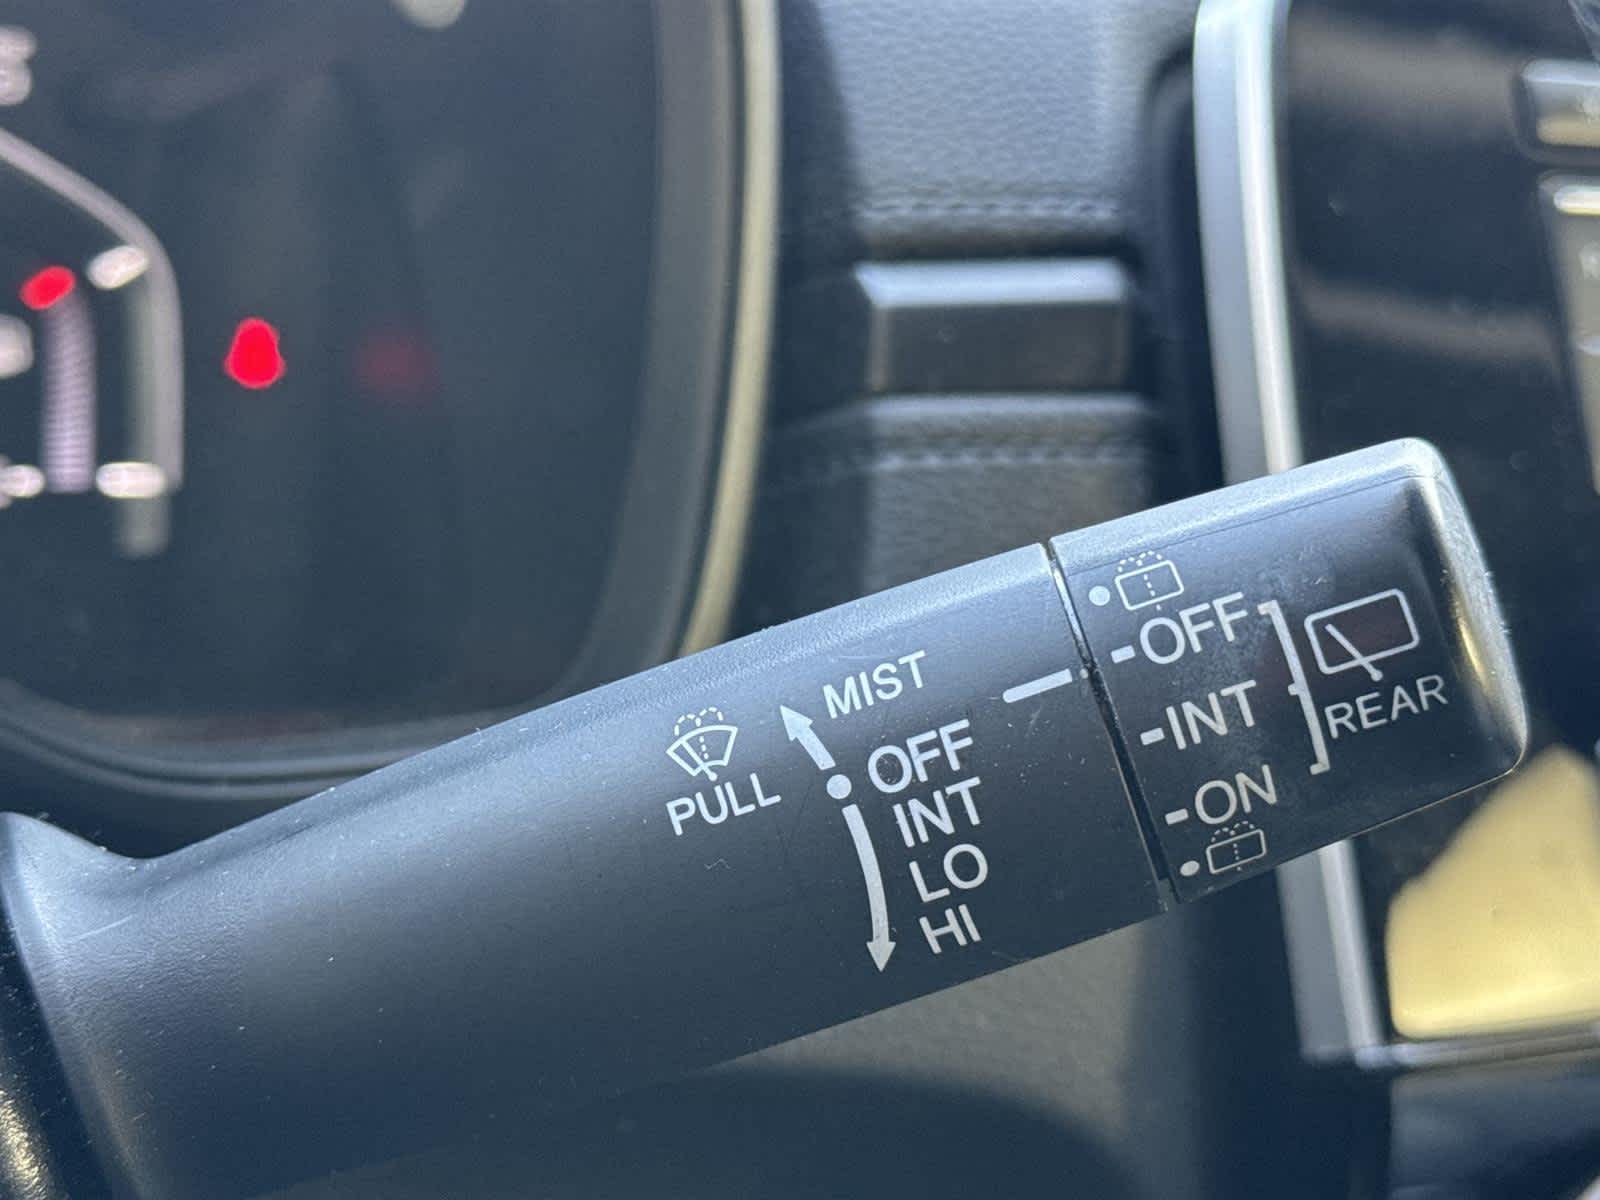 MIST
PULL
OFF
INT
LO
HI
OFF
INT
ON
REAR